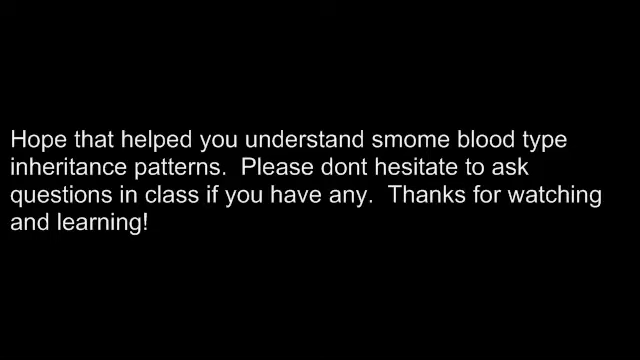 Hope that helped you understand smome blood type
inheritance patterns.  Please dont hesitate to ask
questions in class if you have any.  Thanks for watching
and learning!